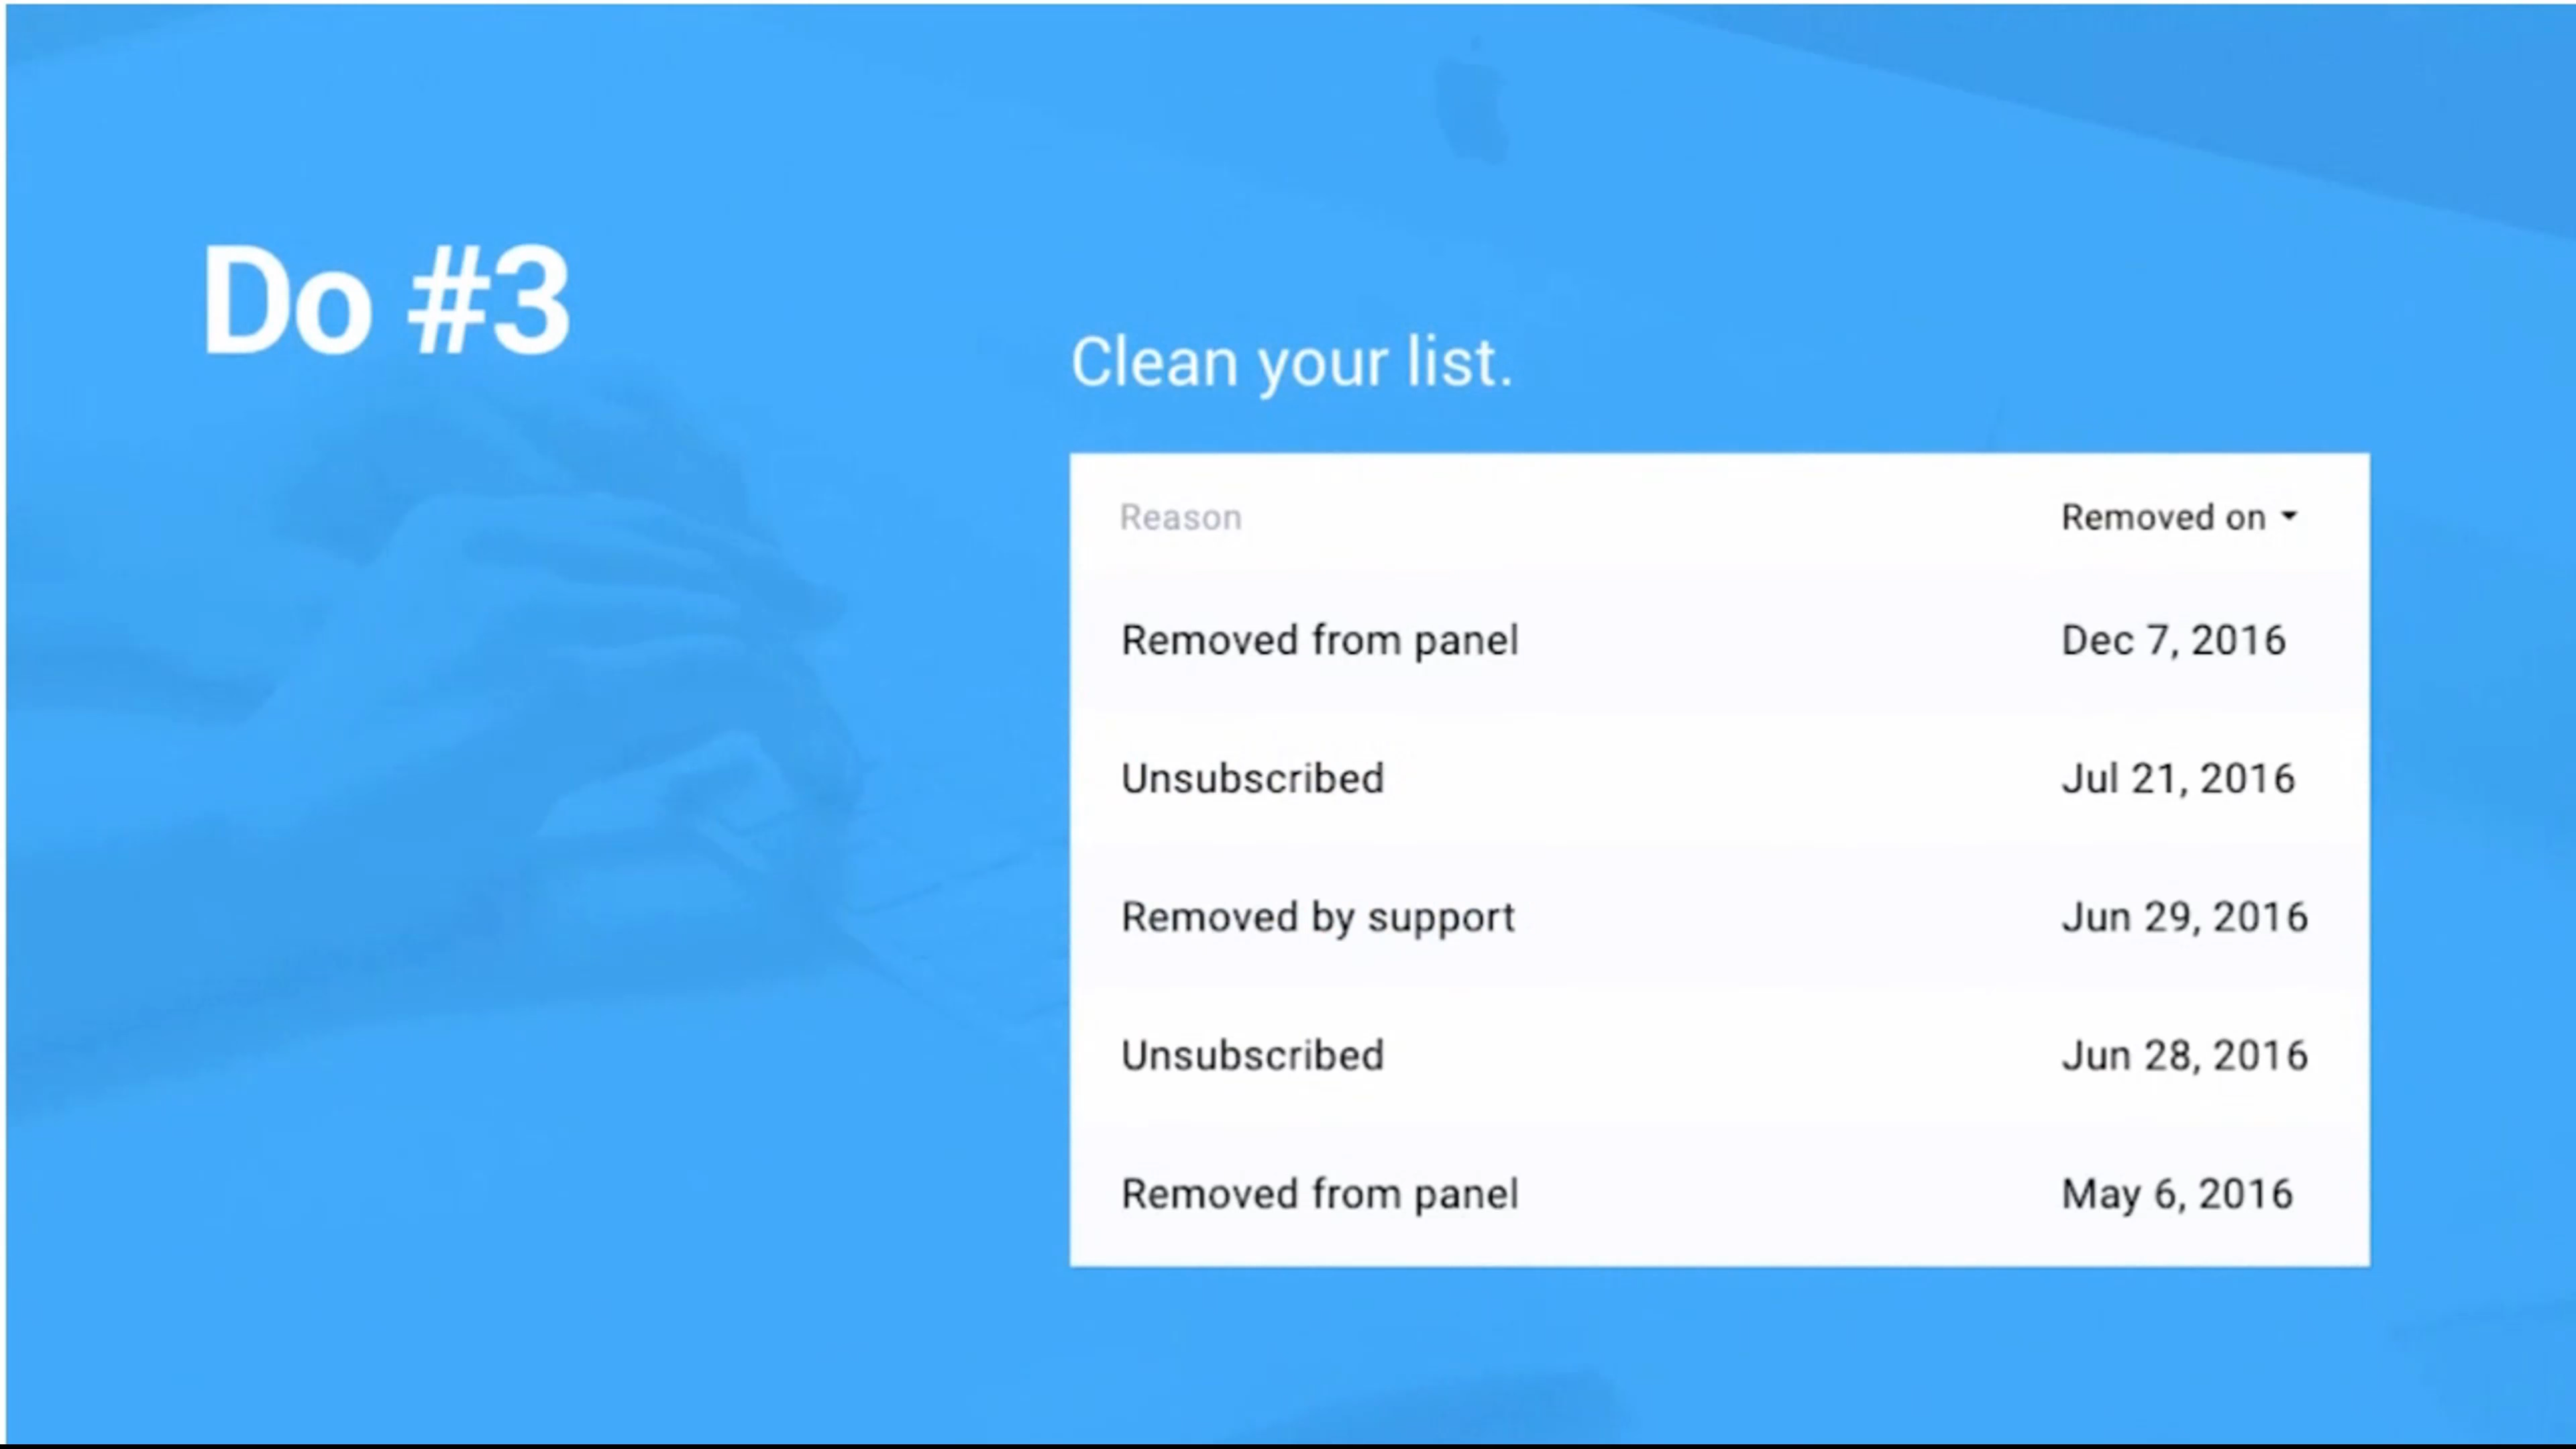 Do #3
Clean your list.
Reason Removed on
Removed from panel Dec 7, 2016
Unsubscribed Jul 21, 2016
Removed by support Jun 29, 2016
Unsubscribed Jun 28, 2016
Removed from panel May 6, 2016